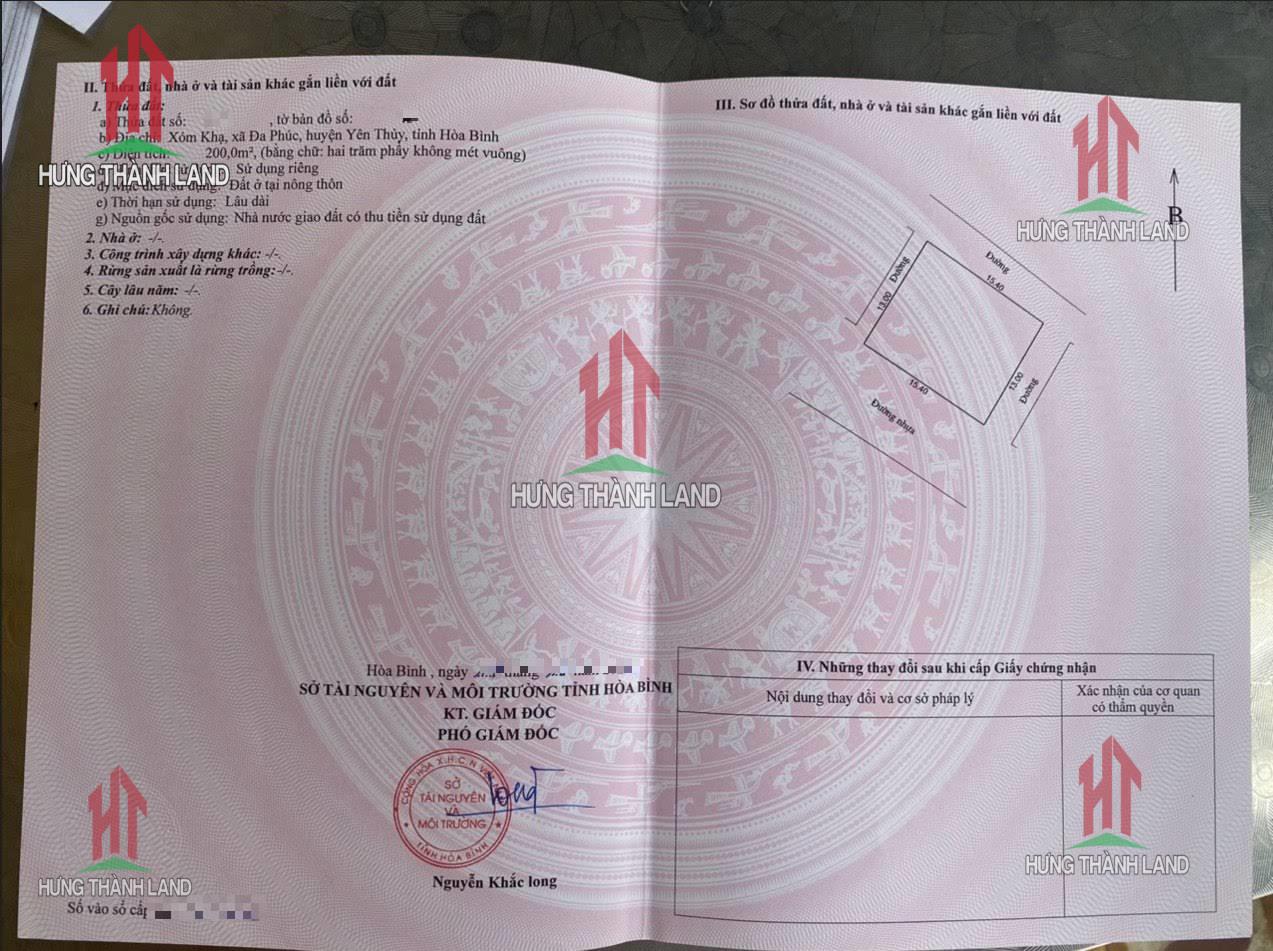 II. Thửa đất, nhà ở và tài sản khác gắn liền với đất
1. Thửa đất:
a) Thửa đất số: , tờ bản đồ số:
b) Địa chỉ: Xóm Khạ, xã Đa Phúc, huyện Yên Thủy, tỉnh Hòa Bình
c) Diện tích: 200,0m², (bằng chữ: hai trăm phẩy không mét vuông)
Sử dụng riêng
d) Mục đích sử dụng: Đất ở tại nông thôn
e) Thời hạn sử dụng: Lâu dài
g) Nguồn gốc sử dụng: Nhà nước giao đất có thu tiền sử dụng đất
2. Nhà ở: -/-.
3. Công trình xây dựng khác: -/-.
4. Rừng sản xuất là rừng trồng:-/-.
5. Cây lâu năm: -/-.
6. Ghi chú: Không.
HT
HƯNG THÀNH LAND
Hòa Bình , ngày
SỞ TÀI NGUYÊN VÀ MÔI TRƯỜNG TỈNH HÒA BÌNH
KT. GIÁM ĐỐC
PHÓ GIÁM ĐỐC
CỘNG HÒA X.H.C.N
SỞ
TÀI NGUYÊN
VÀ
MÔI TRƯỜNG
TỈNH HÒA BÌNH
long
Nguyễn Khắc long
HT
HƯNG THÀNH LAND
Số vào sổ cấp
HT
HƯNG THÀNH LAND
III. Sơ đồ thửa đất, nhà ở và tài sản khác gắn liền với đất
HT
HƯNG THÀNH LAND
B
Đường
15.40
Đường
13.00
13.00
Đường
15.40
Đường nhựa
IV. Những thay đổi sau khi cấp Giấy chứng nhận
Nội dung thay đổi và cơ sở pháp lý
Xác nhận của cơ quan
có thẩm quyền
HT
HƯNG THÀNH LAND